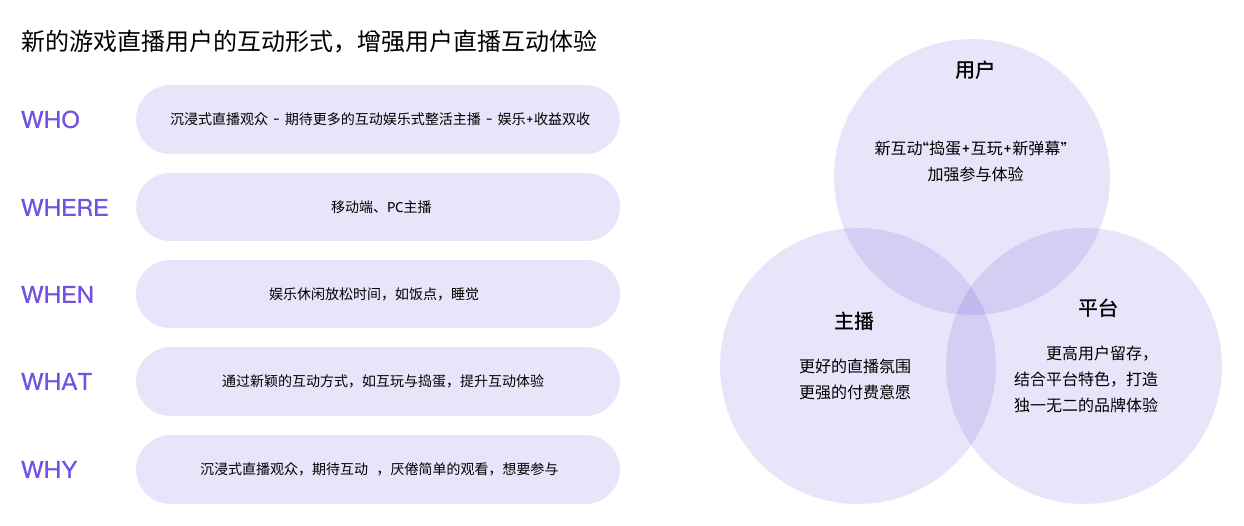 新的游戏直播用户的互动形式，增强用户直播互动体验
WHO
沉浸式直播观众 - 期待更多的互动娱乐式整活主播 - 娱乐+收益双收
WHERE
移动端、PC主播
WHEN
娱乐休闲放松时间，如饭点，睡觉
WHAT
通过新颖的互动方式，如互玩与捣蛋，提升互动体验
WHY
沉浸式直播观众，期待互动 ，厌倦简单的观看，想要参与
用户
新互动“捣蛋+互玩+新弹幕”
加强参与体验
主播
更好的直播氛围
更强的付费意愿
平台
更高用户留存，
结合平台特色，打造
独一无二的品牌体验